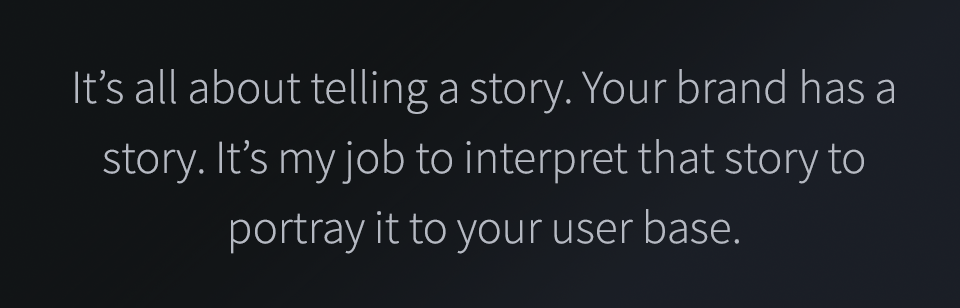 It’s all about telling a story. Your brand has a
story. It’s my job to interpret that story to
portray it to your user base.